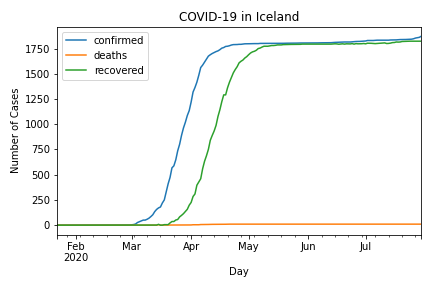 COVID-19 in Iceland
confirmed
deaths
recovered
Number of Cases
1750
1500
1250
1000
750
500
250
0
Feb Mar Apr May Jun Jul
2020
Day